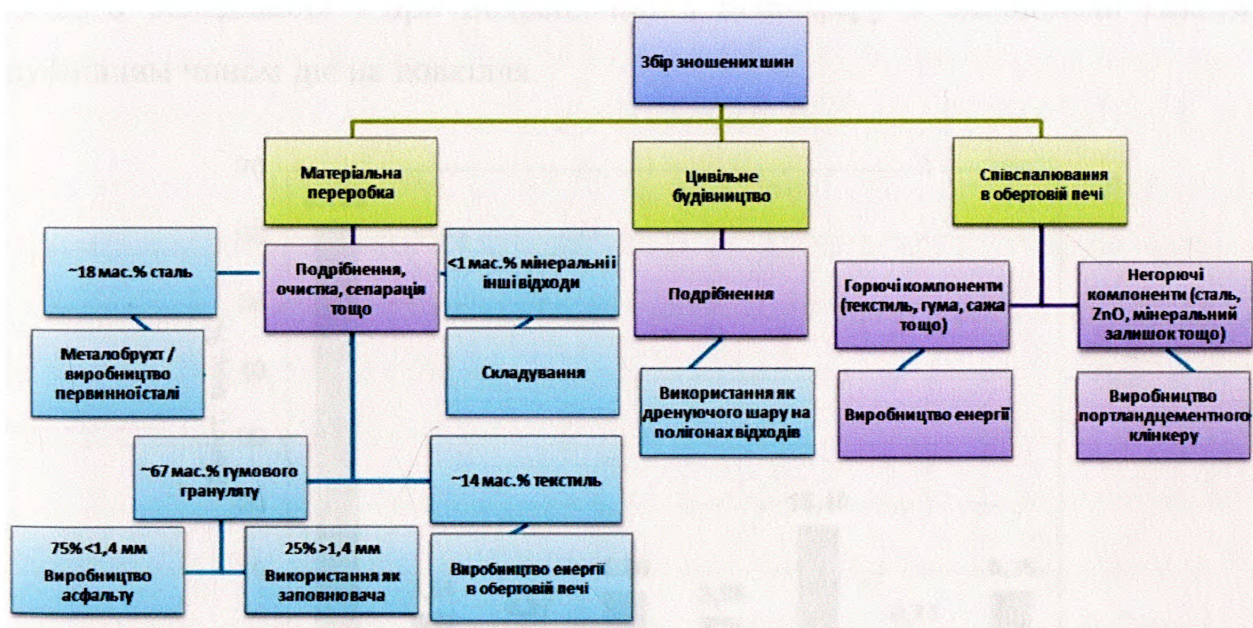 Збір зношених шин
Матеріальна
переробка
Цивільне
будівництво
Співспалювання
в обертовій печі
~18 мас.% сталь
Подрібнення,
очистка, сепарація
тощо
<1 мас.% мінеральні і
інші відходи
Подрібнення
Горючі компоненти
(текстиль, гума, сажа
тощо)
Негорючі
компоненти (сталь,
ZnO, мінеральний
залишок тощо)
Металобрухт /
виробництво
первинної сталі
Складування
Використання як
дренуючого шару на
полігонах відходів
Виробництво енергії
Виробництво
портландцементного
клінкеру
~67 мас.% гумового
грануляту
~14 мас.% текстиль
75% <1,4 мм
Виробництво
асфальту
25% >1,4 мм
Використання як
заповнювача
Виробництво енергії
в обертовій печі